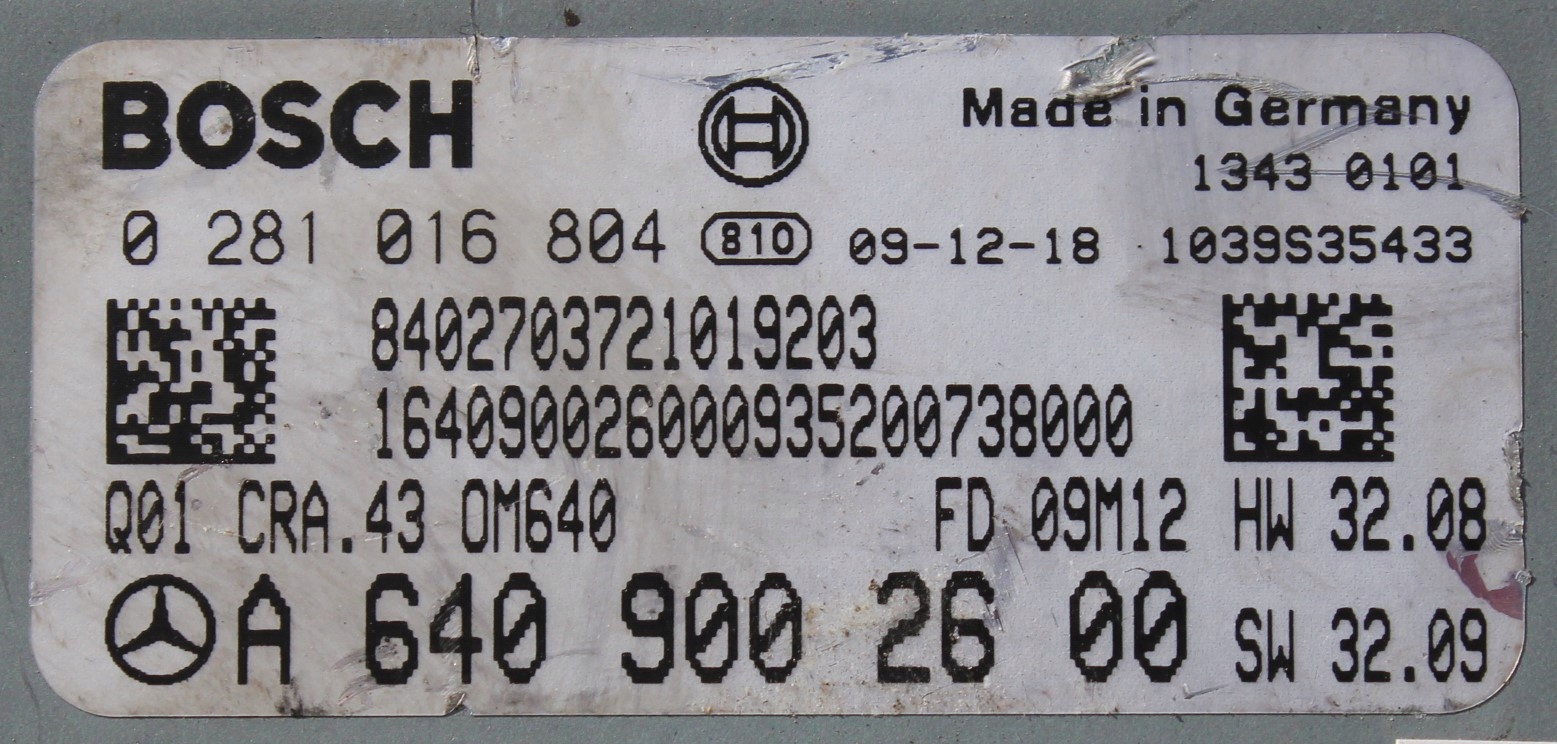 BOSCH Made in Germany
1343 0101
0 281 016 804 810 09-12-18 1039S35433
8402703721019203
164090026000935200738000
Q01 CRA.43 OM640 FD 09M12 HW 32.08
A 640 900 26 00 SW 32.09